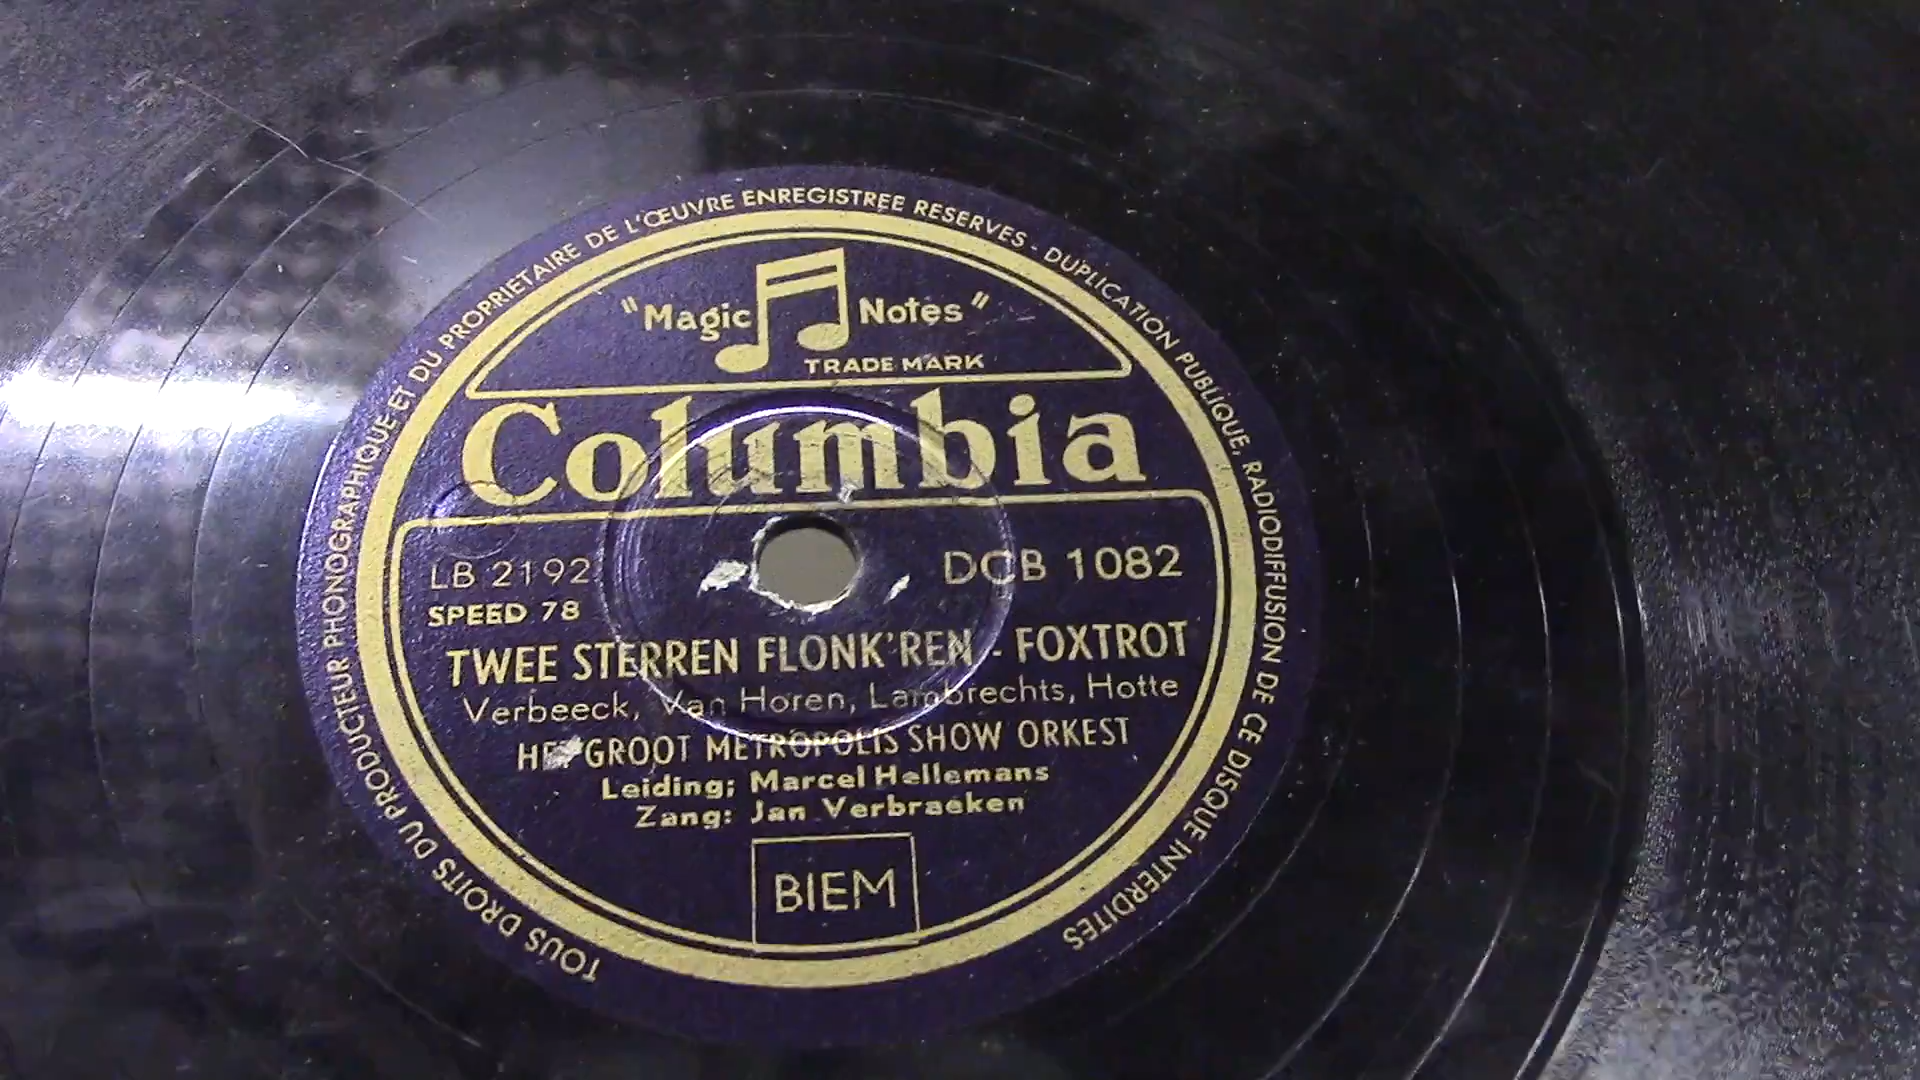 TOUS DROITS DU PRODUCTEUR PHONOGRAPHIQUE ET DU PROPRIETAIRE DE L'ŒUVRE ENREGISTREE RESERVES - DUPLICATION PUBLIQUE, RADIODIFFUSION DE CE DISQUE INTERDITES
"Magic Notes"
TRADE MARK
Columbia
LB 2192 DCB 1082
SPEED 78
TWEE STERREN FLONK'REN - FOXTROT
Verbeeck, Van Horen, Lambrechts, Hotte
HET GROOT METROPOLIS SHOW ORKEST
Leiding; Marcel Hellemans
Zang: Jan Verbraeken
BIEM